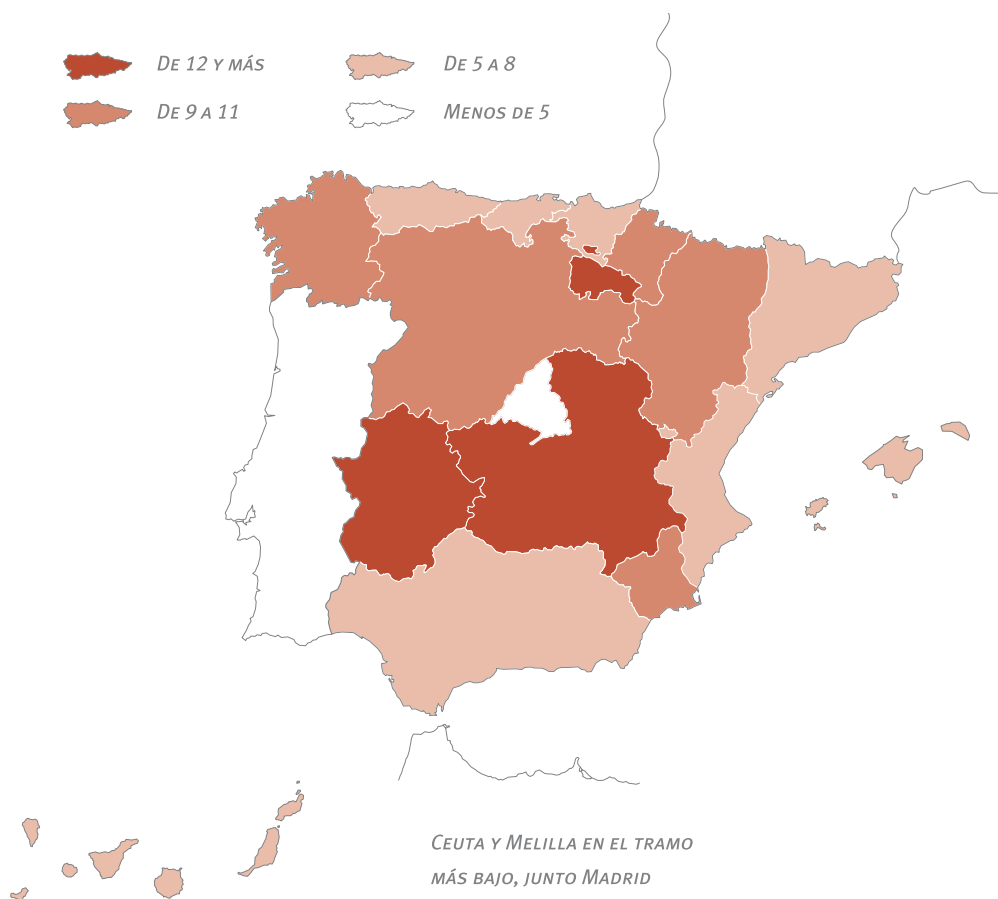 De 12 y más
De 5 a 8
De 9 a 11
Menos de 5
Ceuta y Melilla en el tramo
más bajo, junto Madrid